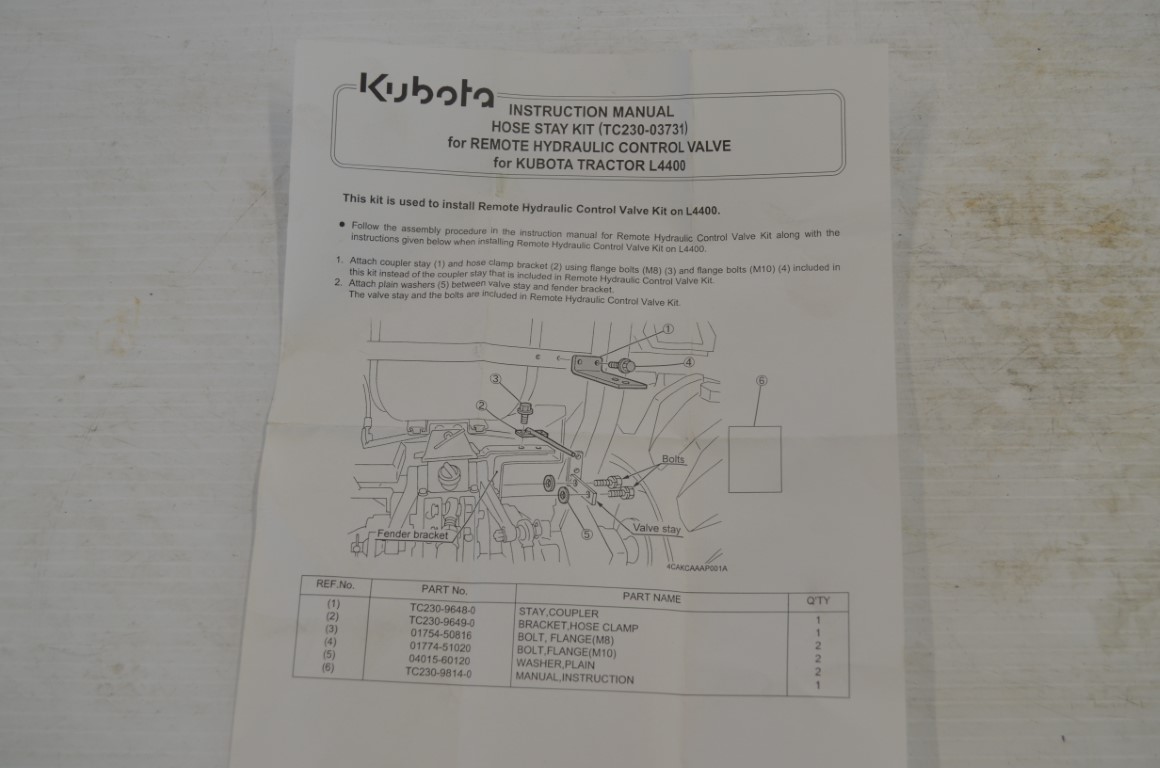 Kubota
INSTRUCTION MANUAL
HOSE STAY KIT (TC230-03731)
for REMOTE HYDRAULIC CONTROL VALVE
for KUBOTA TRACTOR L4400
This kit is used to install Remote Hydraulic Control Valve Kit on L4400.
● Follow the assembly procedure in the instruction manual for Remote Hydraulic Control Valve Kit along with the
instructions given below when installing Remote Hydraulic Control Valve Kit on L4400.
1. Attach coupler stay (1) and hose clamp bracket (2) using flange bolts (M8) (3) and flange bolts (M10) (4) included in
this kit instead of the coupler stay that is included in Remote Hydraulic Control Valve Kit.
2. Attach plain washers (5) between valve stay and fender bracket.
The valve stay and the bolts are included in Remote Hydraulic Control Valve Kit.
①
④
③
⑥
②
Bolts
Fender bracket
⑤
Valve stay
4CAKCAAAP001A
REF.No. PART No. PART NAME Q'TY
(1) TC230-9648-0 STAY,COUPLER 1
(2) TC230-9649-0 BRACKET,HOSE CLAMP 1
(3) 01754-50816 BOLT, FLANGE(M8) 2
(4) 01774-51020 BOLT,FLANGE(M10) 2
(5) 04015-60120 WASHER,PLAIN 2
(6) TC230-9814-0 MANUAL,INSTRUCTION 1